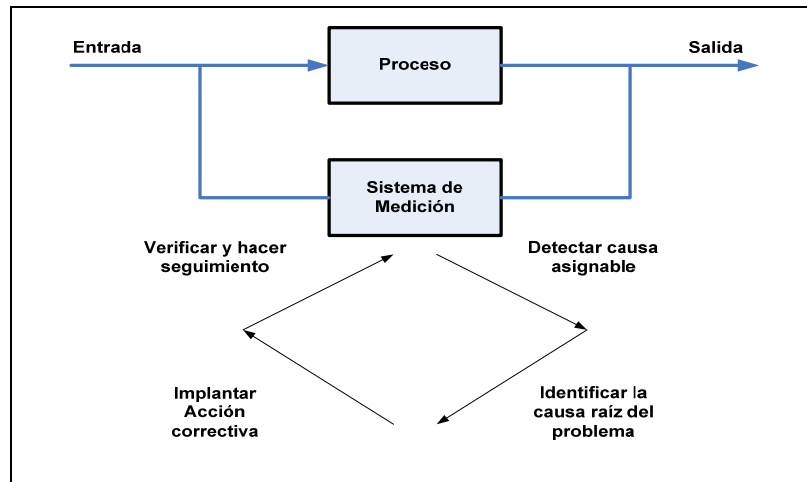 Entrada
Proceso
Salida
Sistema de
Medición
Verificar y hacer
seguimiento
Detectar causa
asignable
Implantar
Acción
correctiva
Identificar la
causa raíz del
problema